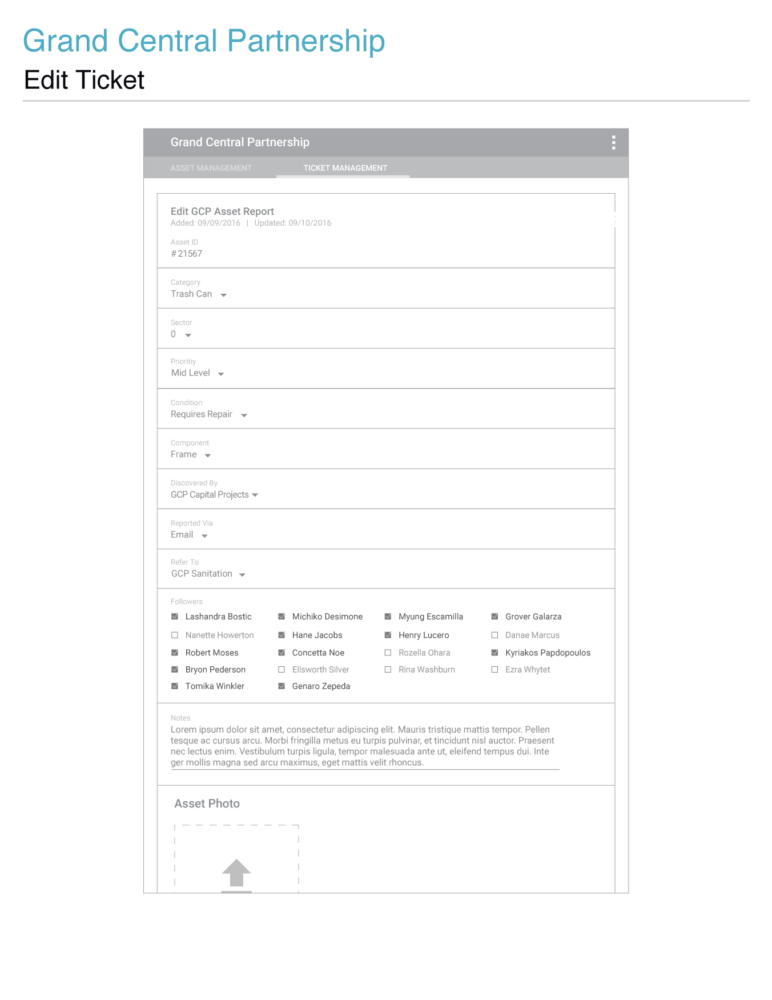 Grand Central Partnership
Edit Ticket
Grand Central Partnership
ASSET MANAGEMENT TICKET MANAGEMENT
Edit GCP Asset Report
Added: 09/09/2016 | Updated: 09/10/2016
Asset ID
# 21567
Category
Trash Can
Sector
0
Prioritiy
Mid Level
Condition
Requires Repair
Component
Frame
Discovered By
GCP Capital Projects
Reported Via
Email
Refer To
GCP Sanitation
Followers
Lashandra Bostic Michiko Desimone Myung Escamilla Grover Galarza
Nanette Howerton Hane Jacobs Henry Lucero Danae Marcus
Robert Moses Concetta Noe Rozella Ohara Kyriakos Papdopoulos
Bryon Pederson Ellsworth Silver Rina Washburn Ezra Whytet
Tomika Winkler Genaro Zepeda
Notes
Lorem ipsum dolor sit amet, consectetur adipiscing elit. Mauris tristique mattis tempor. Pellen
tesque ac cursus arcu. Morbi fringilla metus eu turpis pulvinar, et tincidunt nisl auctor. Praesent
nec lectus enim. Vestibulum turpis ligula, tempor malesuada ante ut, eleifend tempus dui. Inte
ger mollis magna sed arcu maximus, eget mattis velit rhoncus.
Asset Photo